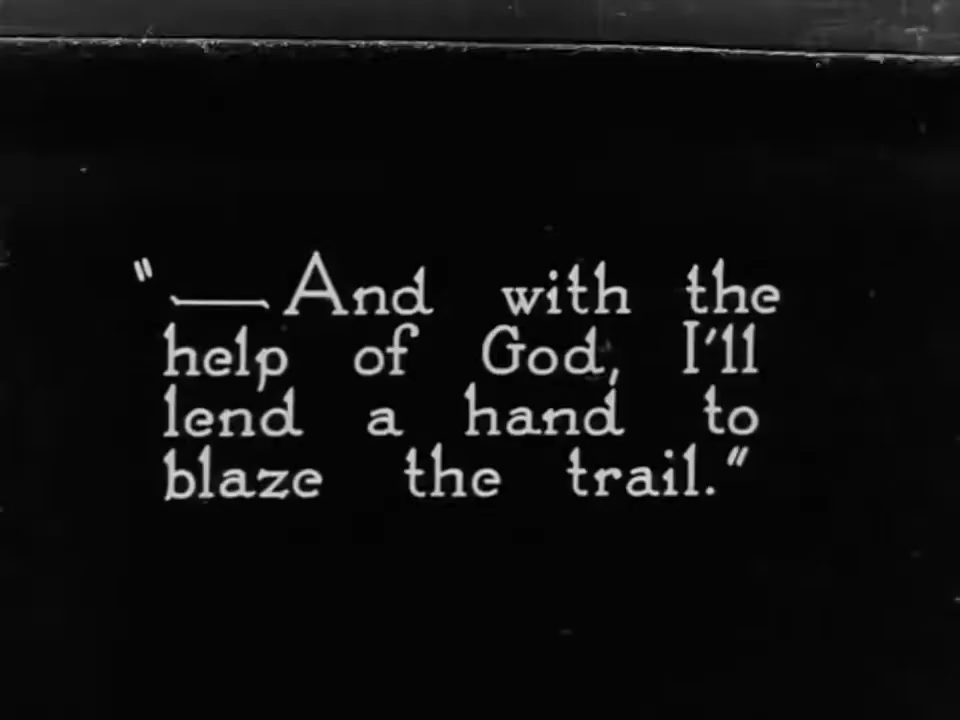 "—And with the
help of God, I'll
lend a hand to
blaze the trail."